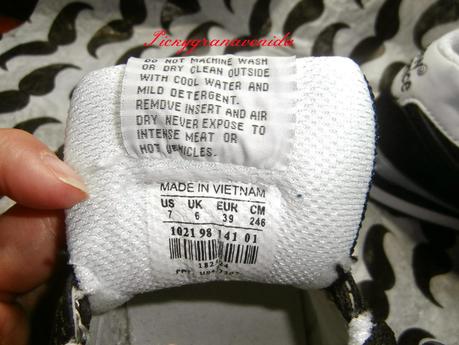 Pickygranavenida
DO NOT MACHINE WASH
OR DRY CLEAN OUTSIDE
WITH COOL WATER AND
MILD DETERGENT.
REMOVE INSERT AND AIR
DRY NEVER EXPOSE TO
INTENSE MEAT OR
HOT VEHICLES.
MADE IN VIETNAM
US UK EUR CM
7 6 39 246
1021 98 141 01